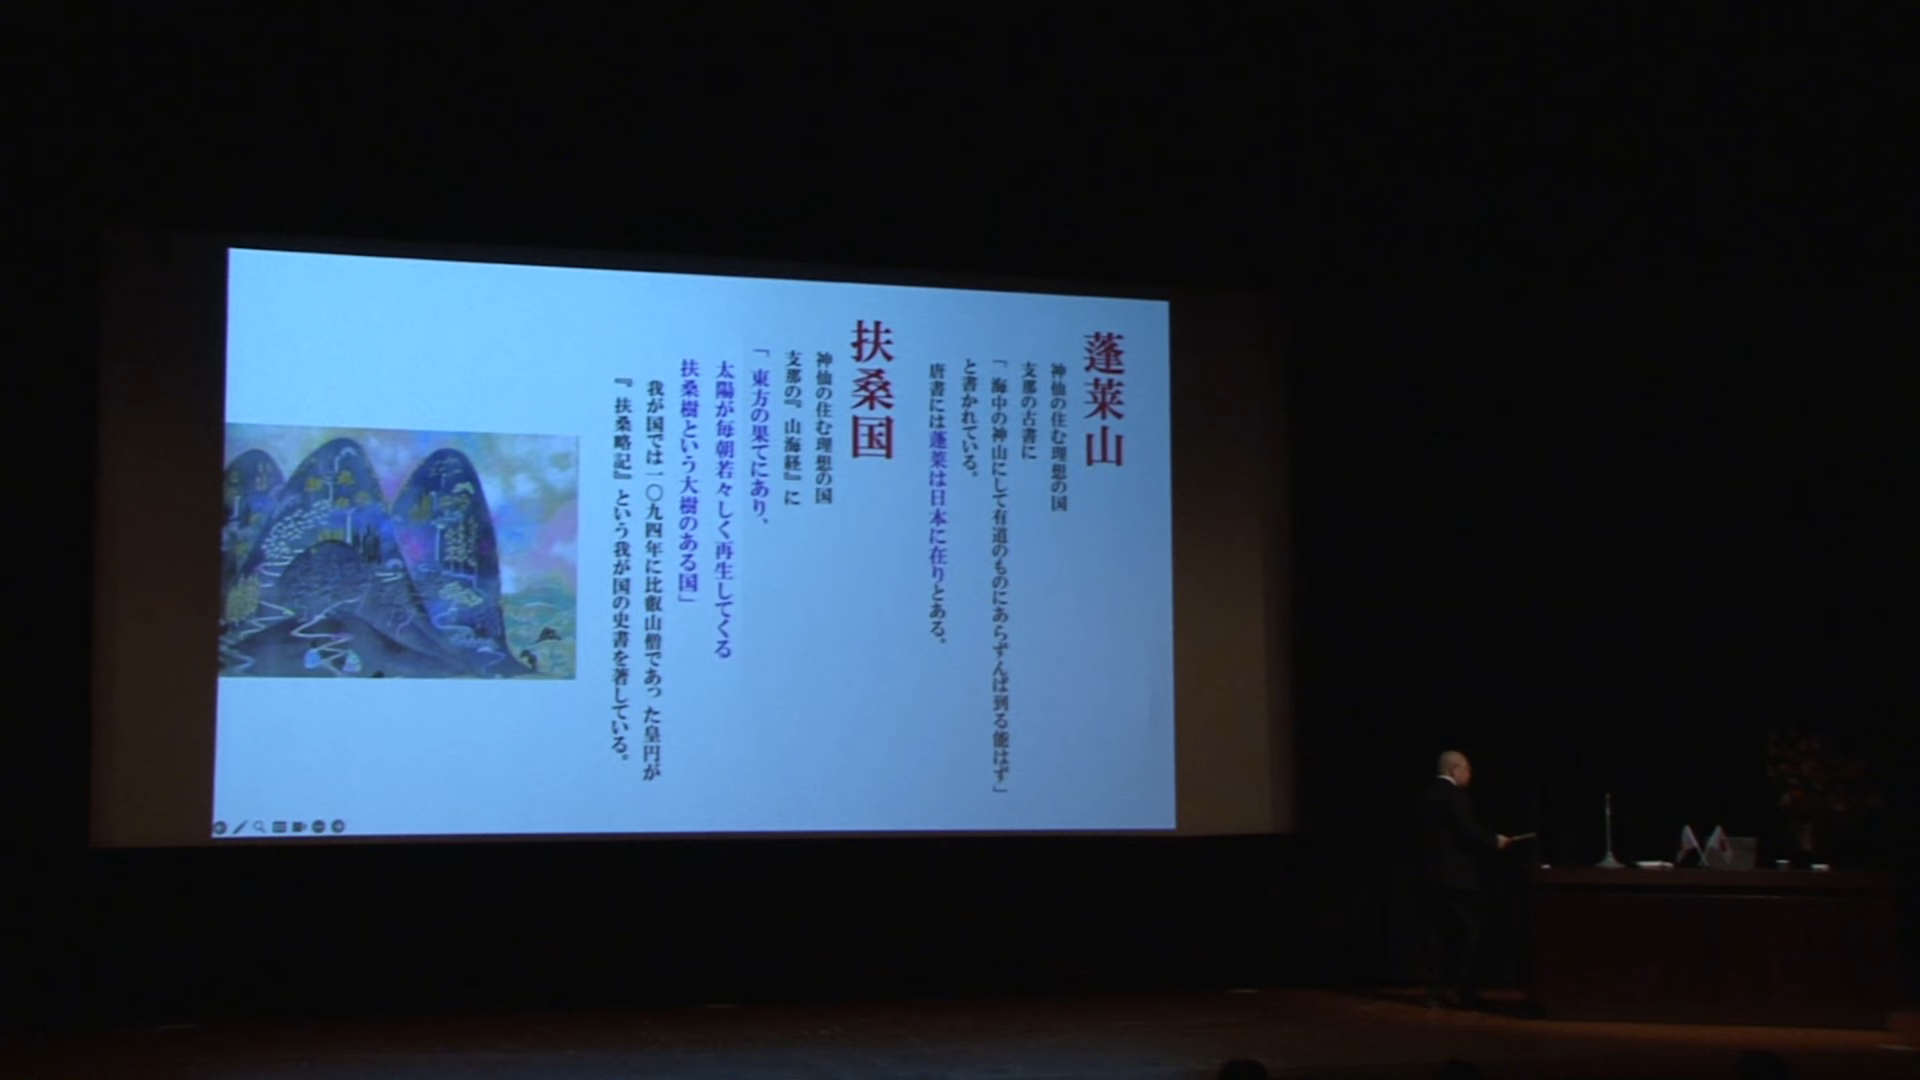 蓬莱山
神仙の住む理想の国
支那の古書に
「海中の神山にして有道のものにあらずんば到る能はず」
と書かれている。
唐書には蓬莱は日本に在りとある。
扶桑国
神仙の住む理想の国
支那の『山海経』に
「東方の果てにあり、
太陽が毎朝若々しく再生してくる
扶桑樹という大樹のある国」
我が国では一〇九四年に比叡山僧であった皇円が
『扶桑略記』という我が国の史書を著している。